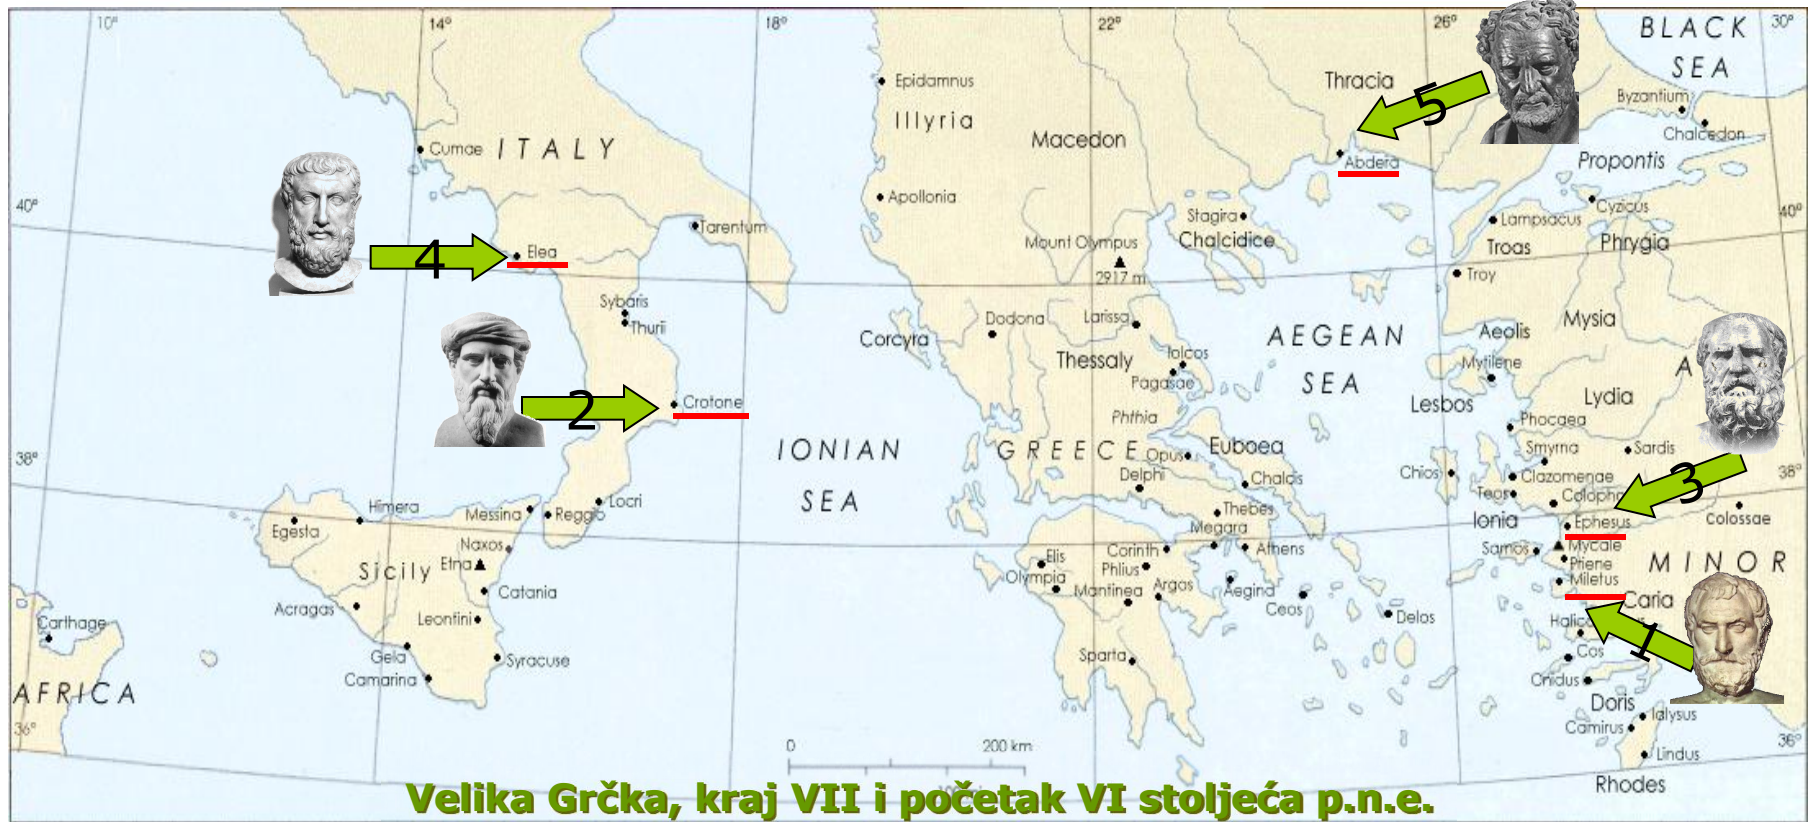 10°
14°
18°
22°
26°
30°
BLACK
SEA
Epidamnus
Illyria
Thracia
5
Byzantium
Chalcedon
Cumae
ITALY
Macedon
Abdera
Propontis
40°
Apollonia
Stagira
Chalcidice
Lampsacus
Cyzicus
40°
Tarentum
Mount Olympus
2917 m
Troas
Phrygia
4
Elea
Troy
Sybaris
Thurii
Dodona
Larissa
AEGEAN
SEA
Mysia
Corcyra
Thessaly
Iolcos
Pagasae
Aeolis
Mytilene
A
2
Crotone
Phthia
Lesbos
Lydia
Phocaea
IONIAN
SEA
GREECE
Opus
Euboea
Smyrna
Sardis
38°
Delphi
Chalcis
Chios
Clazomenae
38°
Teos
Coloph
3
Himera
Messina
Reggio
Locri
Thebes
Megara
Ionia
Ephesus
Colossae
Egesta
Naxos
Etna
Sicily
Elis
Olympia
Corinth
Phlius
Athens
Samos
Mycale
Priene
MINOR
Catania
Mantinea
Argos
Aegina
Ceos
Miletus
Caria
Acragas
Leontini
Delos
Halic
1
Carthage
Gela
Syracuse
Sparta
Cos
Camarina
Cnidus
AFRICA
Doris
Ialysus
Camirus
36°
0
200 km
Lindus
36°
Rhodes
Velika Grčka, kraj VII i početak VI stoljeća p.n.e.